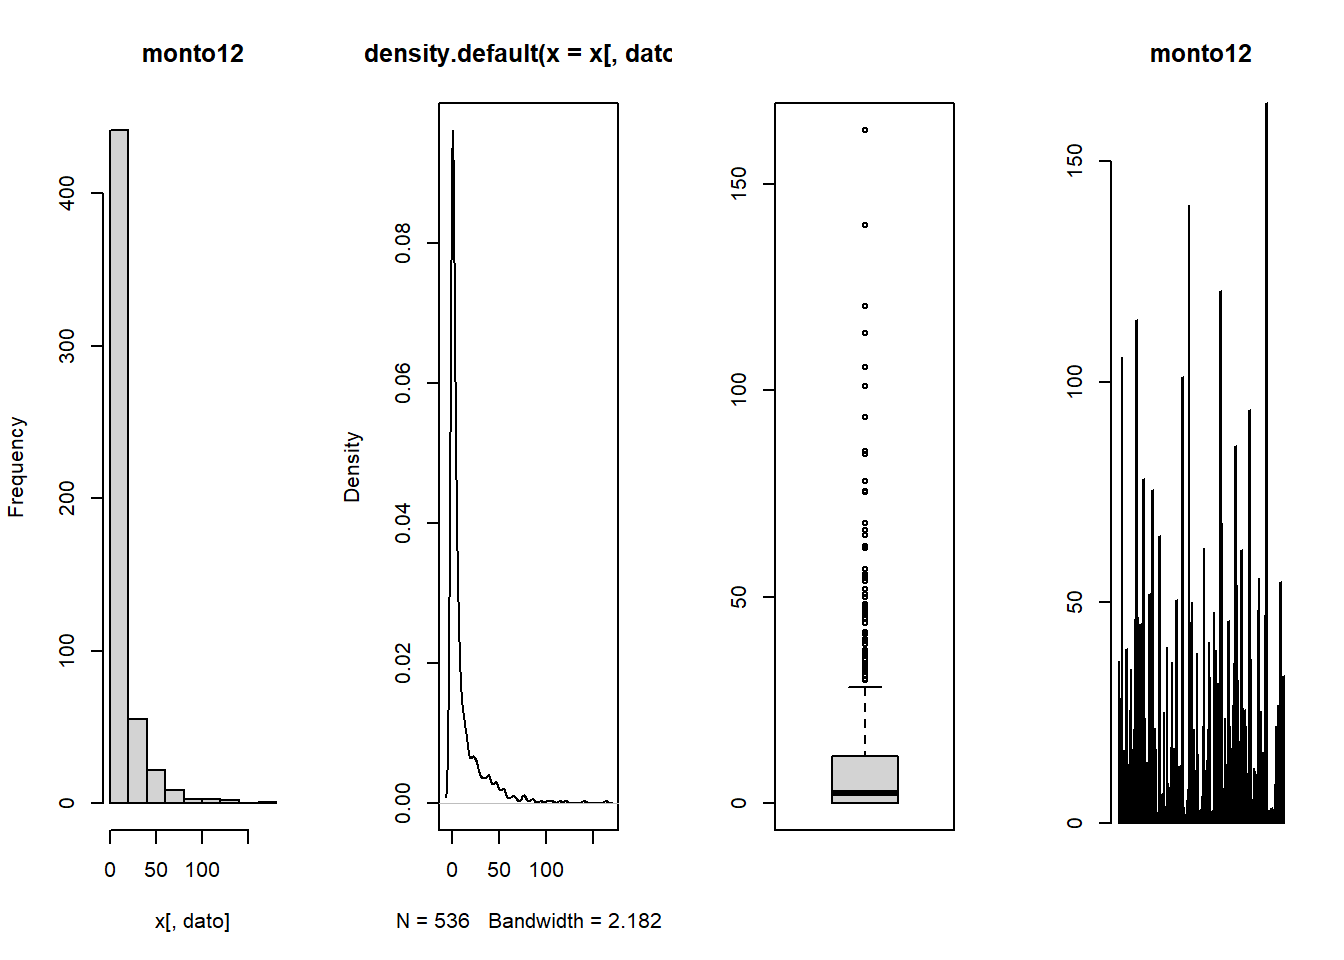 monto12
Frequency
400
300
200
100
0
0 50 100
x[, dato]
density.default(x = x[, dato
Density
0.08
0.06
0.04
0.02
0.00
0 50 100
N = 536 Bandwidth = 2.182
150
100
50
0
monto12
150
100
50
0